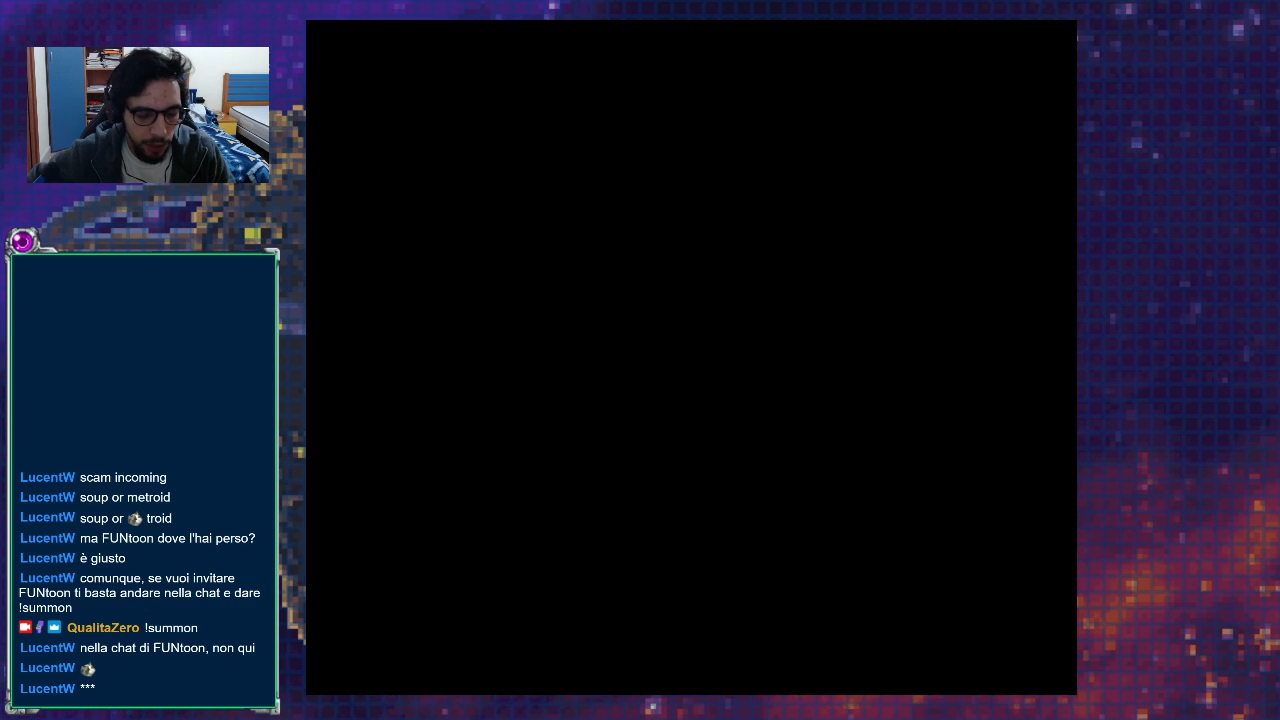 LucentW scam incoming
LucentW soup or metroid
LucentW soup or troid
LucentW ma FUNtoon dove l'hai perso?
LucentW è giusto
LucentW comunque, se vuoi invitare
FUNtoon ti basta andare nella chat e dare
!summon
QualitaZero !summon
LucentW nella chat di FUNtoon, non qui
LucentW
LucentW ***